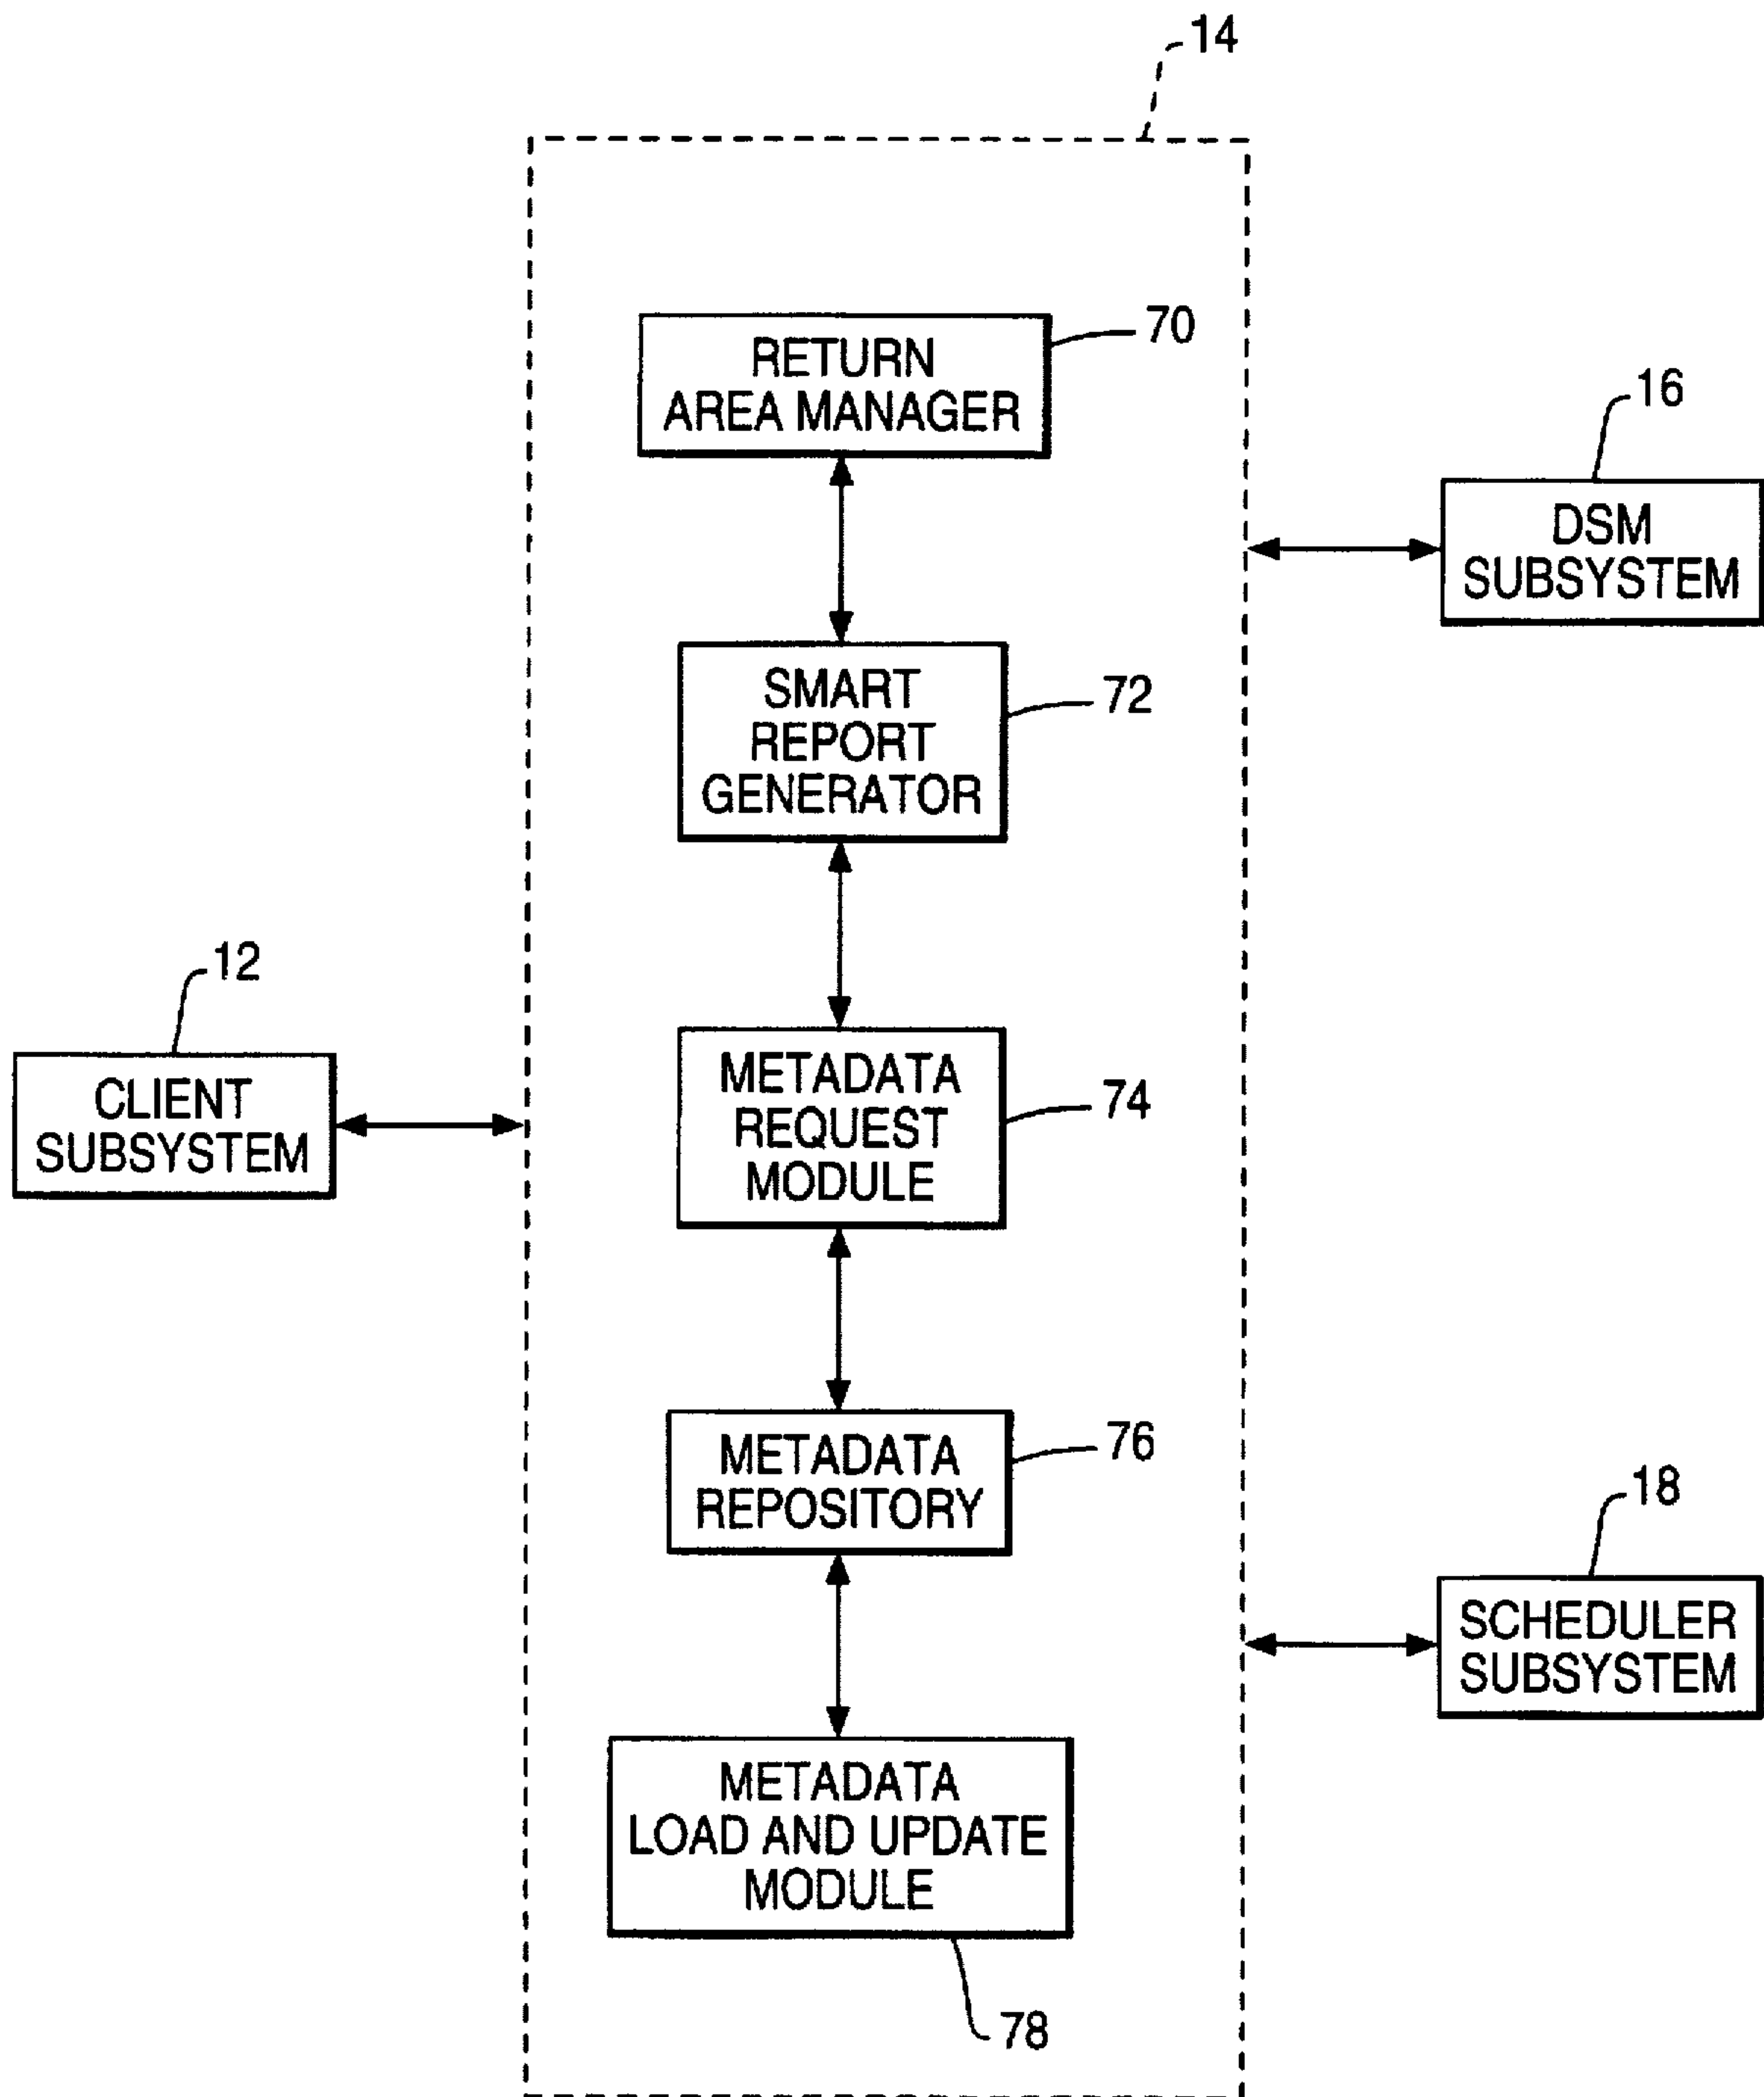 14
RETURN
AREA MANAGER
70
16
DSM
SUBSYSTEM
SMART
REPORT
GENERATOR
72
12
CLIENT
SUBSYSTEM
METADATA
REQUEST
MODULE
74
METADATA
REPOSITORY
76
18
SCHEDULER
SUBSYSTEM
METADATA
LOAD AND UPDATE
MODULE
78